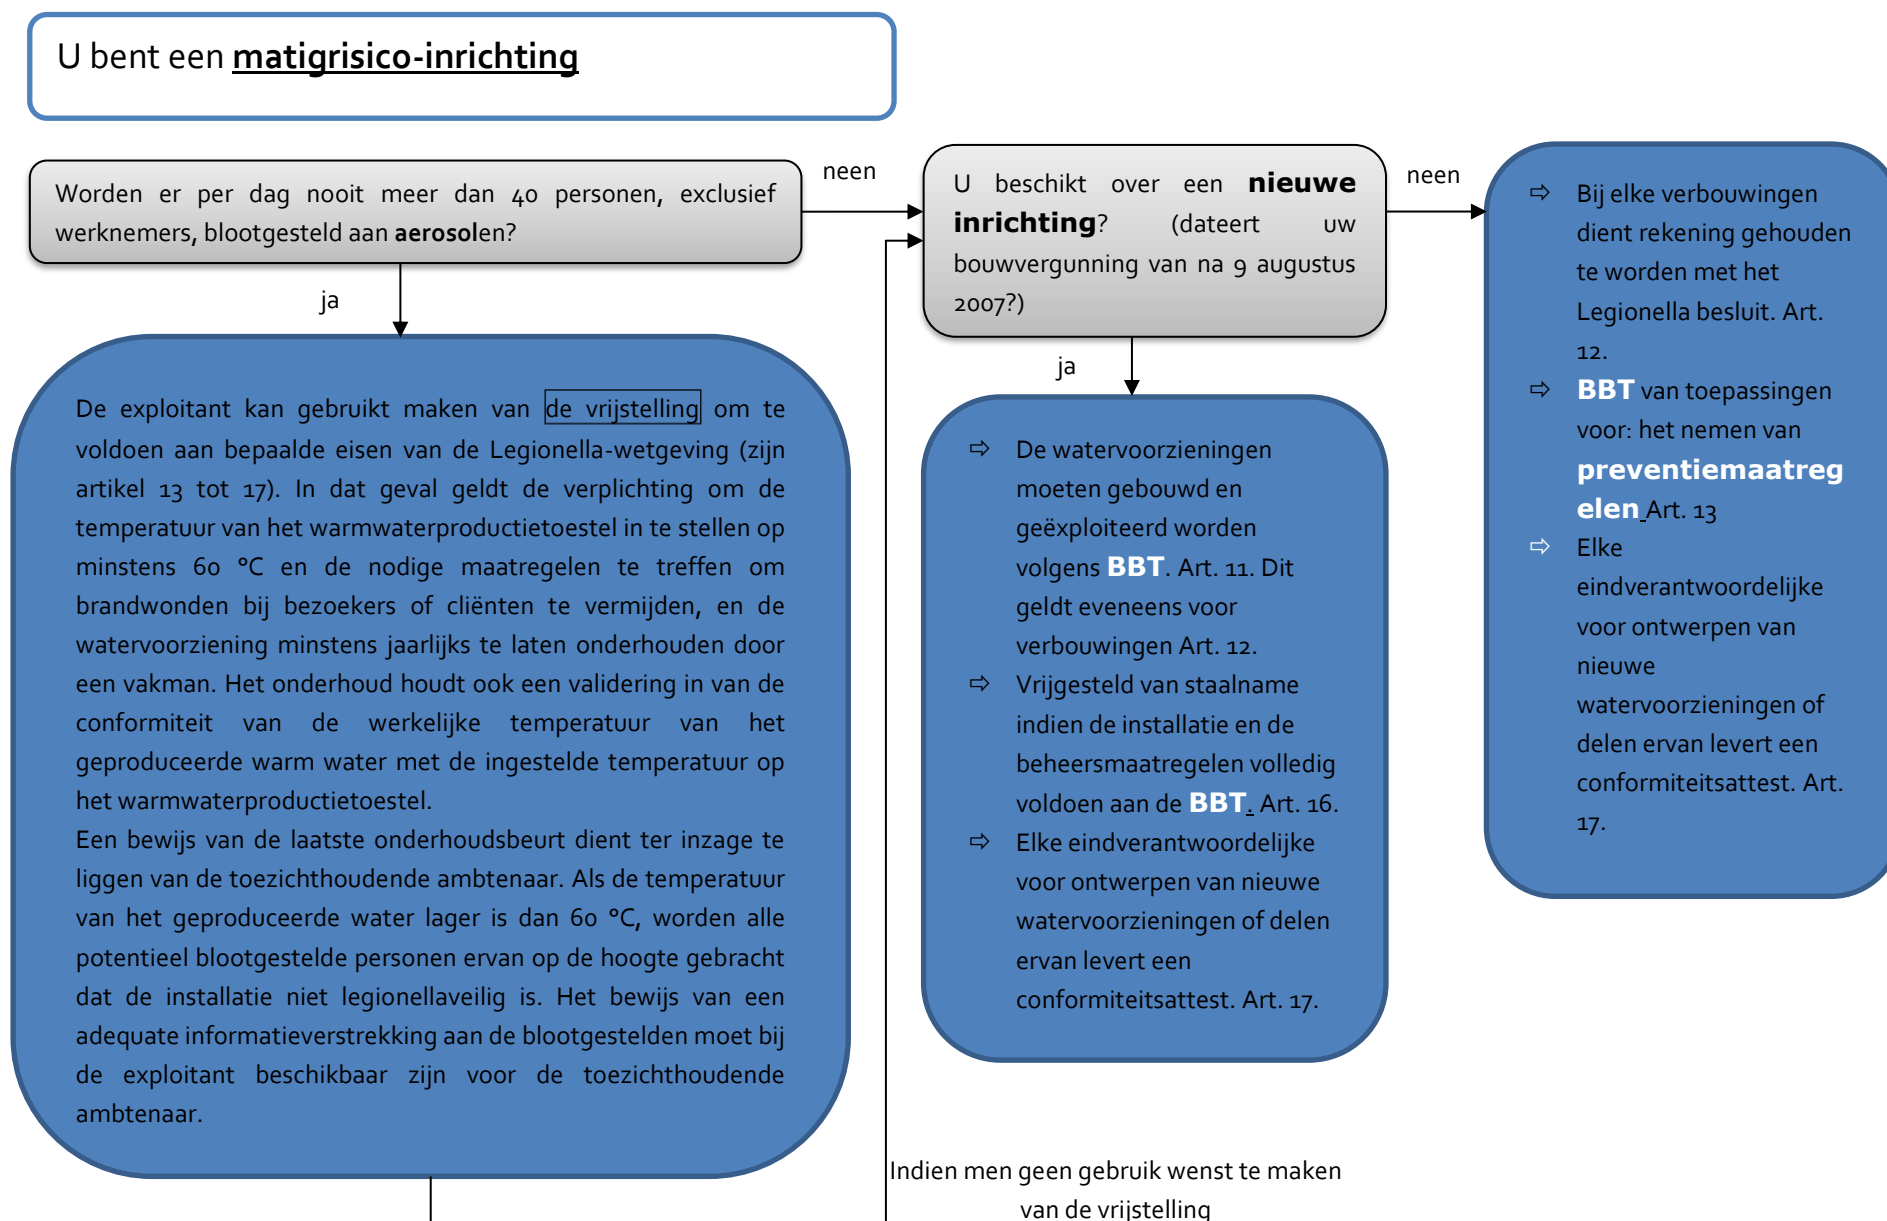 U bent een matigrisico-inrichting
Worden er per dag nooit meer dan 40 personen, exclusief
werknemers, blootgesteld aan aerosolen?
neen
ja
U beschikt over een nieuwe
inrichting? (dateert uw
bouwvergunning van na 9 augustus
2007?)
neen
ja
De exploitant kan gebruikt maken van de vrijstelling om te
voldoen aan bepaalde eisen van de Legionella-wetgeving (zijn
artikel 13 tot 17). In dat geval geldt de verplichting om de
temperatuur van het warmwaterproductietoestel in te stellen op
minstens 60 °C en de nodige maatregelen te treffen om
brandwonden bij bezoekers of cliënten te vermijden, en de
watervoorziening minstens jaarlijks te laten onderhouden door
een vakman. Het onderhoud houdt ook een validering in van de
conformiteit van de werkelijke temperatuur van het
geproduceerde warm water met de ingestelde temperatuur op
het warmwaterproductietoestel.
Een bewijs van de laatste onderhoudsbeurt dient ter inzage te
liggen van de toezichthoudende ambtenaar. Als de temperatuur
van het geproduceerde water lager is dan 60 °C, worden alle
potentieel blootgestelde personen ervan op de hoogte gebracht
dat de installatie niet legionellaveilig is. Het bewijs van een
adequate informatieverstrekking aan de blootgestelden moet bij
de exploitant beschikbaar zijn voor de toezichthoudende
ambtenaar.
⇨ De watervoorzieningen
moeten gebouwd en
geëxploiteerd worden
volgens BBT. Art. 11. Dit
geldt eveneens voor
verbouwingen Art. 12.
⇨ Vrijgesteld van staalname
indien de installatie en de
beheersmaatregelen volledig
voldoen aan de BBT. Art. 16.
⇨ Elke eindverantwoordelijke
voor ontwerpen van nieuwe
watervoorzieningen of delen
ervan levert een
conformiteitsattest. Art. 17.
⇨ Bij elke verbouwingen
dient rekening gehouden
te worden met het
Legionella besluit. Art.
12.
⇨ BBT van toepassingen
voor: het nemen van
preventiemaatreg
elen Art. 13
⇨ Elke
eindverantwoordelijke
voor ontwerpen van
nieuwe
watervoorzieningen of
delen ervan levert een
conformiteitsattest. Art.
17.
Indien men geen gebruik wenst te maken
van de vrijstelling